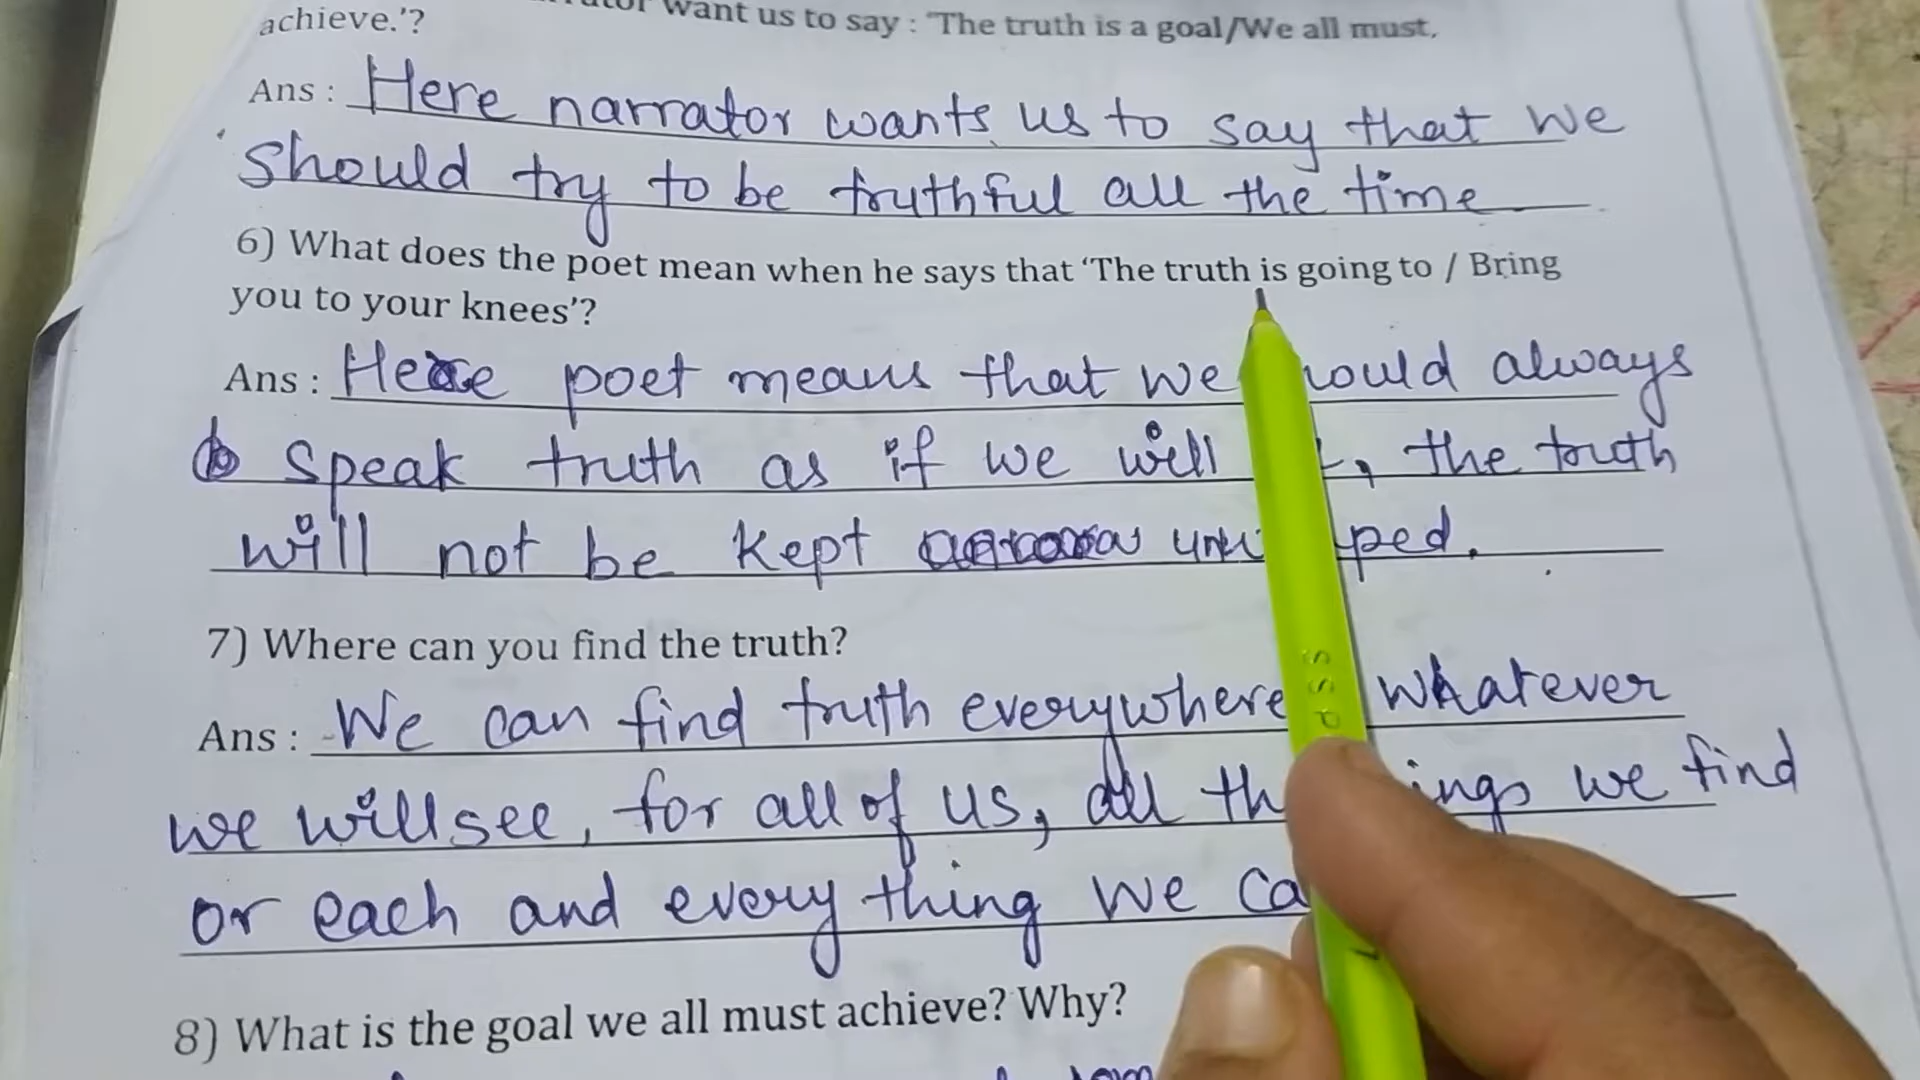 want us to say : 'The truth is a goal/We all must,
achieve.'?
Ans : Here narrator wants us to say that we
should try to be truthful all the time
6) What does the poet mean when he says that 'The truth is going to / Bring
you to your knees'?
Ans : Here poet means that we should always
speak truth as if we will , the truth
will not be kept
7) Where can you find the truth?
Ans : We can find truth everywhere whatever
we will see, for all of us, all we find
or each and every thing we
8) What is the goal we all must achieve? Why?